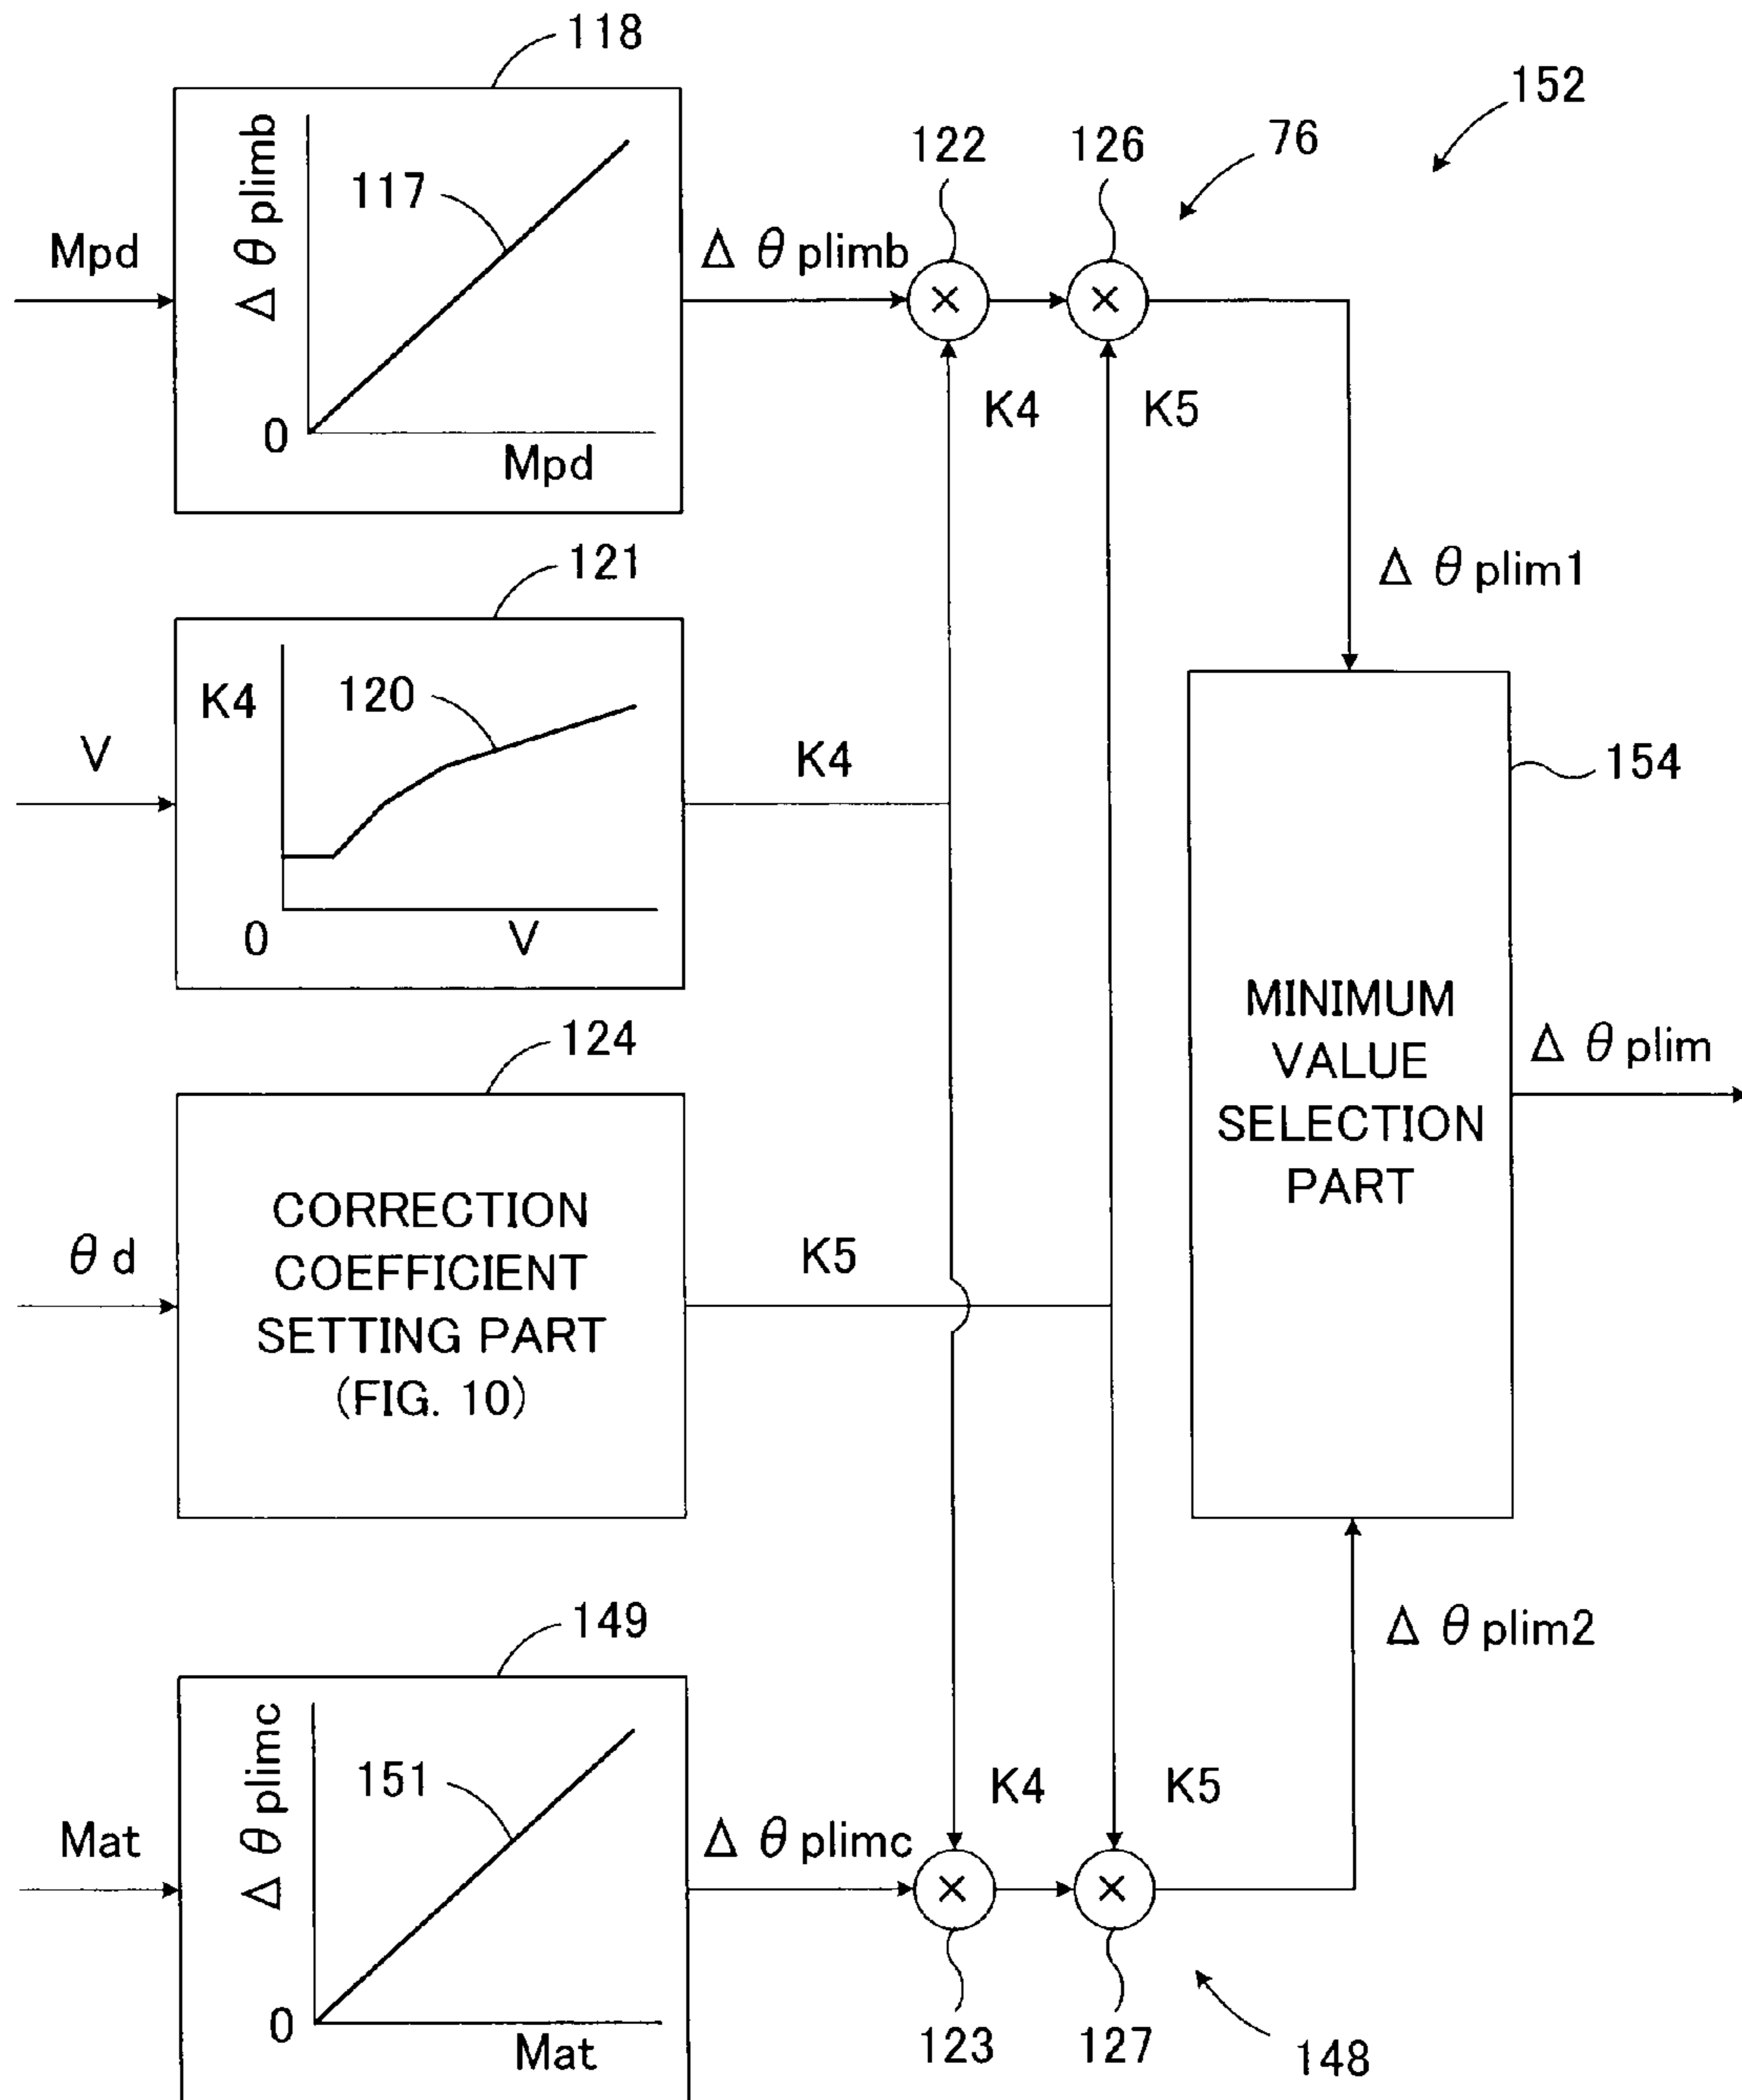 118
152
122
126
76
Δ θ plimb
117
Mpd
Δ θ plimb
×
×
K4
K5
0
Mpd
121
Δ θ plim1
K4
120
V
K4
154
0
V
124
MINIMUM
VALUE
SELECTION
PART
Δ θ plim
θ d
CORRECTION
COEFFICIENT
SETTING PART
(FIG. 10)
K5
149
Δ θ plim2
Δ θ plimc
151
K4
K5
Mat
Δ θ plimc
×
×
0
Mat
123
127
148